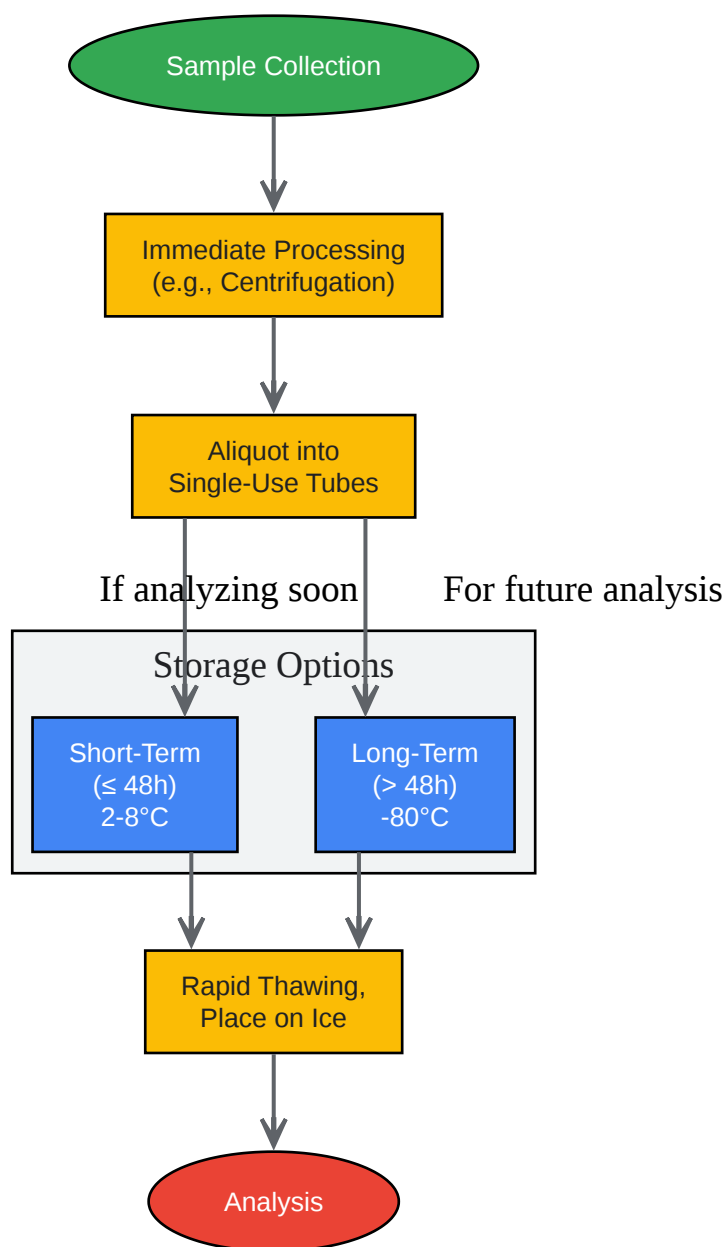 Sample Collection
Immediate Processing
(e.g., Centrifugation)
Aliquot into
Single-Use Tubes
If analyzing soon
For future analysis
Storage Options
Short-Term
(≤ 48h)
2-8°C
Long-Term
(> 48h)
-80°C
Rapid Thawing,
Place on Ice
Analysis